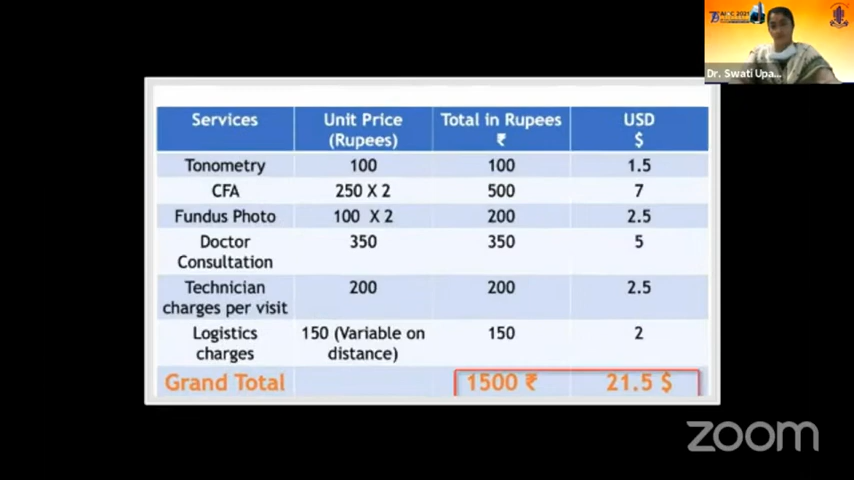 AIOC 2021
Dr. Swati Upa...
Services Unit Price (Rupees) Total in Rupees ₹ USD $
Tonometry 100 100 1.5
CFA 250 X 2 500 7
Fundus Photo 100 X 2 200 2.5
Doctor Consultation 350 350 5
Technician charges per visit 200 200 2.5
Logistics charges 150 (Variable on distance) 150 2
Grand Total 1500 ₹ 21.5 $
zoom